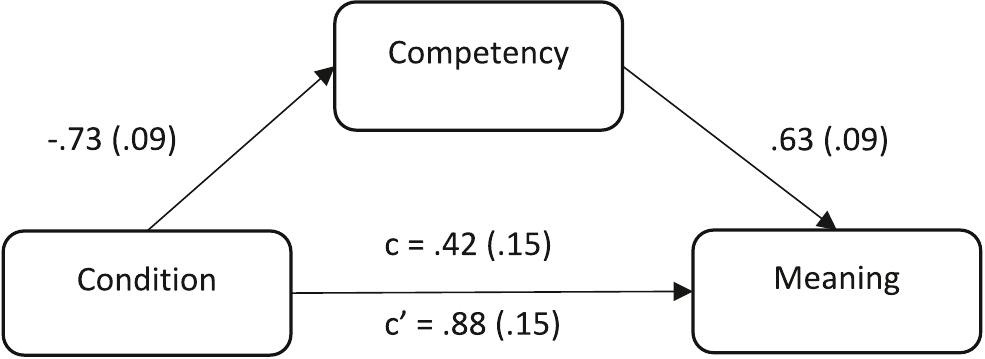 Competency
-.73 (.09)
.63 (.09)
c = .42 (.15)
Condition
Meaning
c’ = .88 (.15)